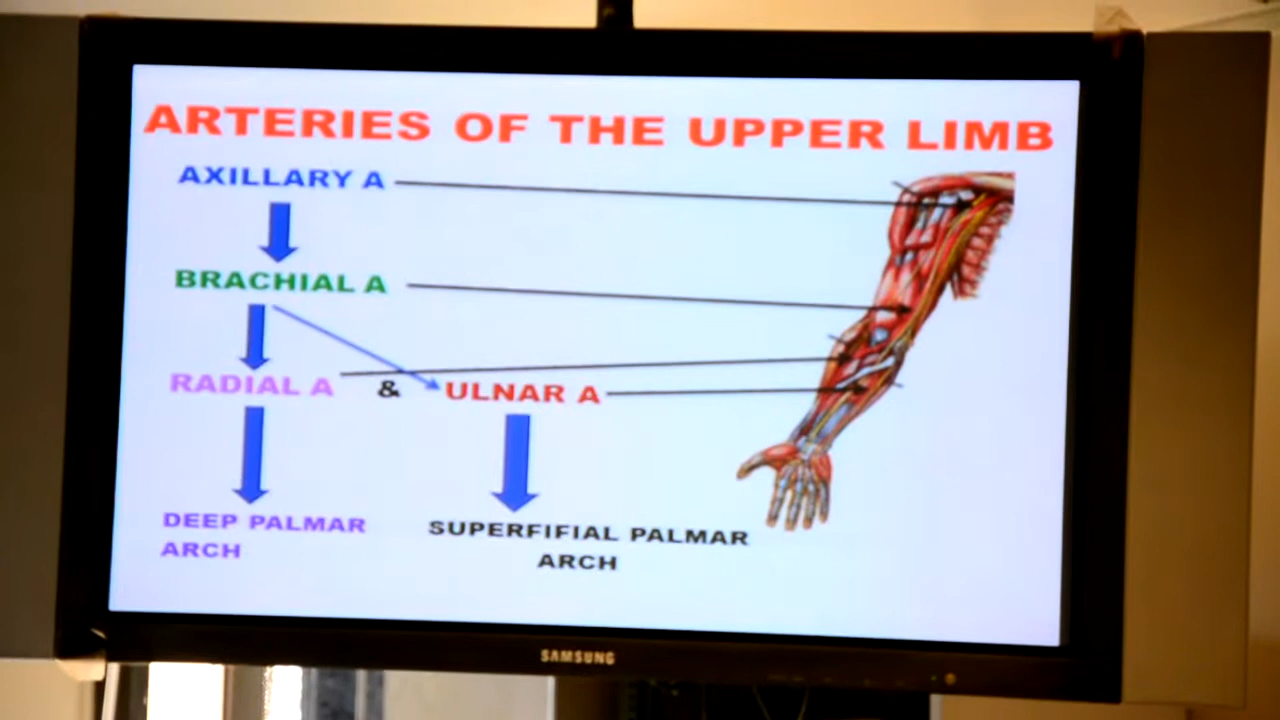 ARTERIES OF THE UPPER LIMB
AXILLARY A
BRACHIAL A
RADIAL A & ULNAR A
DEEP PALMAR
ARCH
SUPERFIFIAL PALMAR
ARCH
SAMSUNG